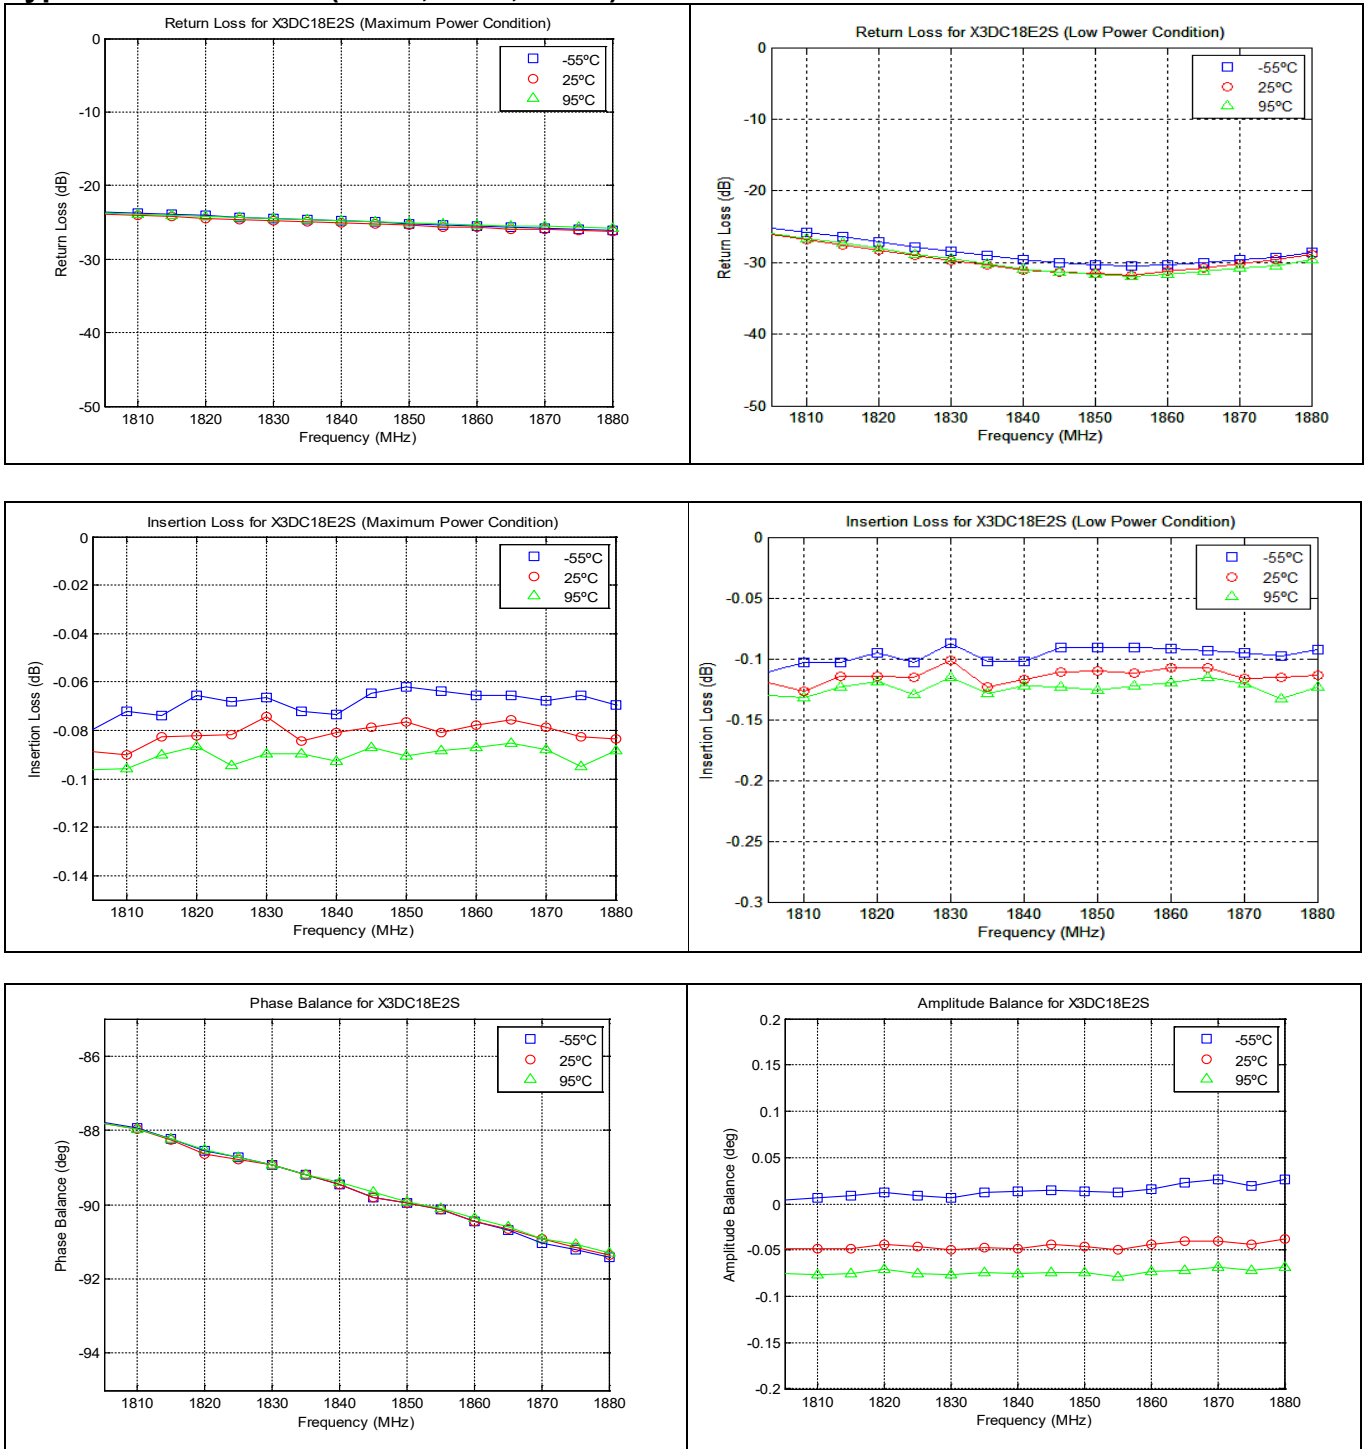 Return Loss for X3DC18E2S (Maximum Power Condition)
0
-10
-20
-30
-40
-50
Return Loss (dB)
-55ºC
25ºC
95ºC
1810 1820 1830 1840 1850 1860 1870 1880
Frequency (MHz)
Return Loss for X3DC18E2S (Low Power Condition)
0
-10
-20
-30
-40
-50
Return Loss (dB)
-55ºC
25ºC
95ºC
1810 1820 1830 1840 1850 1860 1870 1880
Frequency (MHz)
Insertion Loss for X3DC18E2S (Maximum Power Condition)
0
-0.02
-0.04
-0.06
-0.08
-0.1
-0.12
-0.14
Insertion Loss (dB)
-55ºC
25ºC
95ºC
1810 1820 1830 1840 1850 1860 1870 1880
Frequency (MHz)
Insertion Loss for X3DC18E2S (Low Power Condition)
0
-0.05
-0.1
-0.15
-0.2
-0.25
-0.3
Insertion Loss (dB)
-55ºC
25ºC
95ºC
1810 1820 1830 1840 1850 1860 1870 1880
Frequency (MHz)
Phase Balance for X3DC18E2S
-86
-88
-90
-92
-94
Phase Balance (deg)
-55ºC
25ºC
95ºC
1810 1820 1830 1840 1850 1860 1870 1880
Frequency (MHz)
Amplitude Balance for X3DC18E2S
0.2
0.15
0.1
0.05
0
-0.05
-0.1
-0.15
-0.2
Amplitude Balance (deg)
-55ºC
25ºC
95ºC
1810 1820 1830 1840 1850 1860 1870 1880
Frequency (MHz)